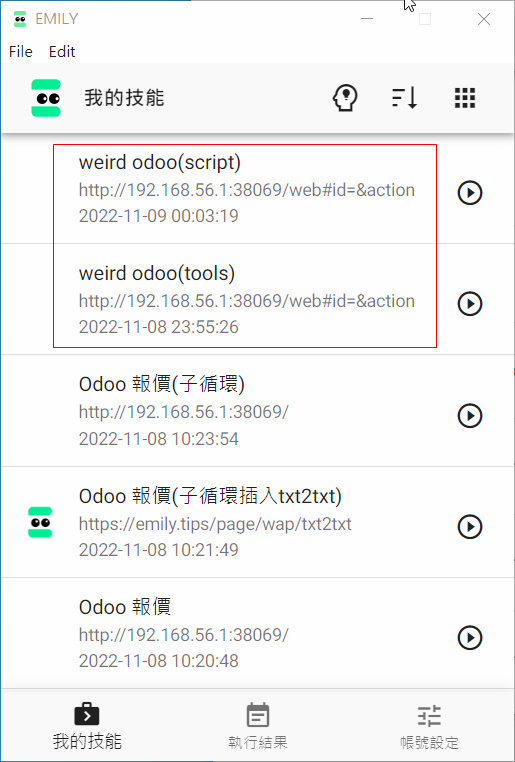 EMILY
File Edit
我的技能
weird odoo(script)
http://192.168.56.1:38069/web#id=&action
2022-11-09 00:03:19
weird odoo(tools)
http://192.168.56.1:38069/web#id=&action
2022-11-08 23:55:26
Odoo 報價(子循環)
http://192.168.56.1:38069/
2022-11-08 10:23:54
Odoo 報價(子循環插入txt2txt)
https://emily.tips/page/wap/txt2txt
2022-11-08 10:21:49
Odoo 報價
http://192.168.56.1:38069/
2022-11-08 10:20:48
我的技能 執行結果 帳號設定